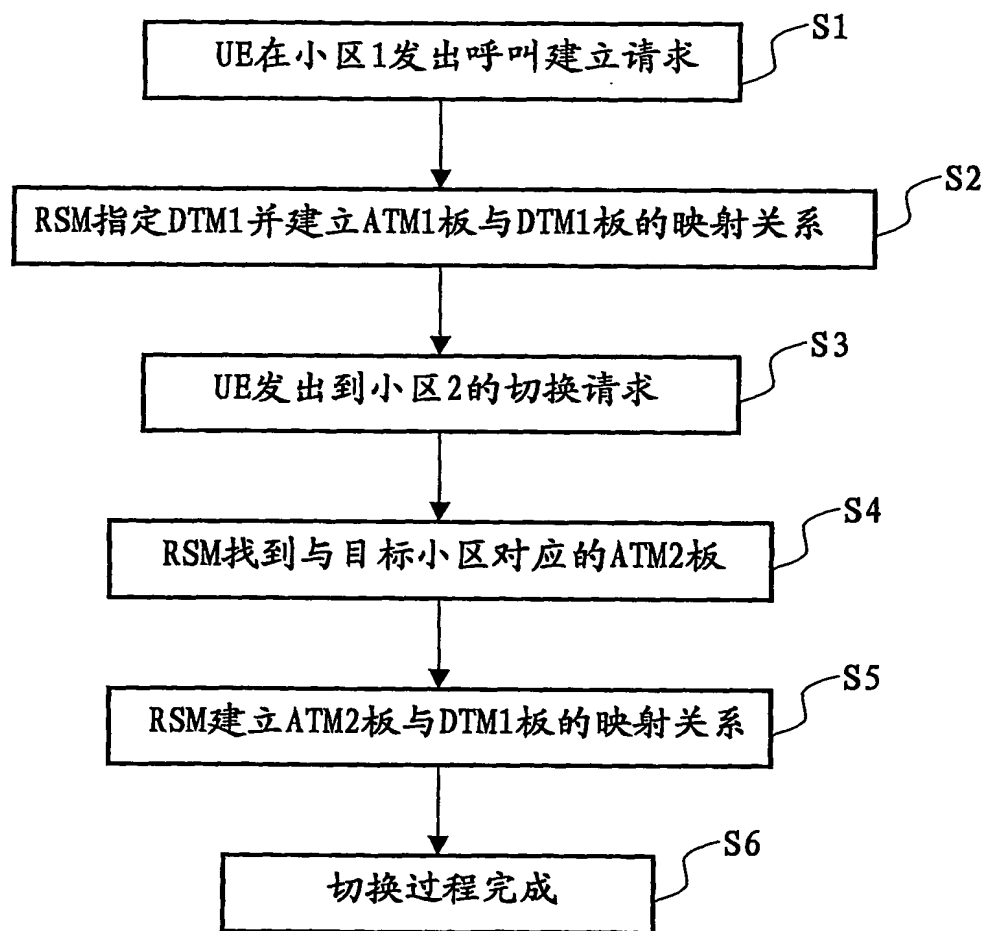 UE在小区1发出呼叫建立请求
S1
RSM指定DTM1并建立ATM1板与DTM1板的映射关系
S2
UE发出到小区2的切换请求
S3
RSM找到与目标小区对应的ATM2板
S4
RSM建立ATM2板与DTM1板的映射关系
S5
切换过程完成
S6